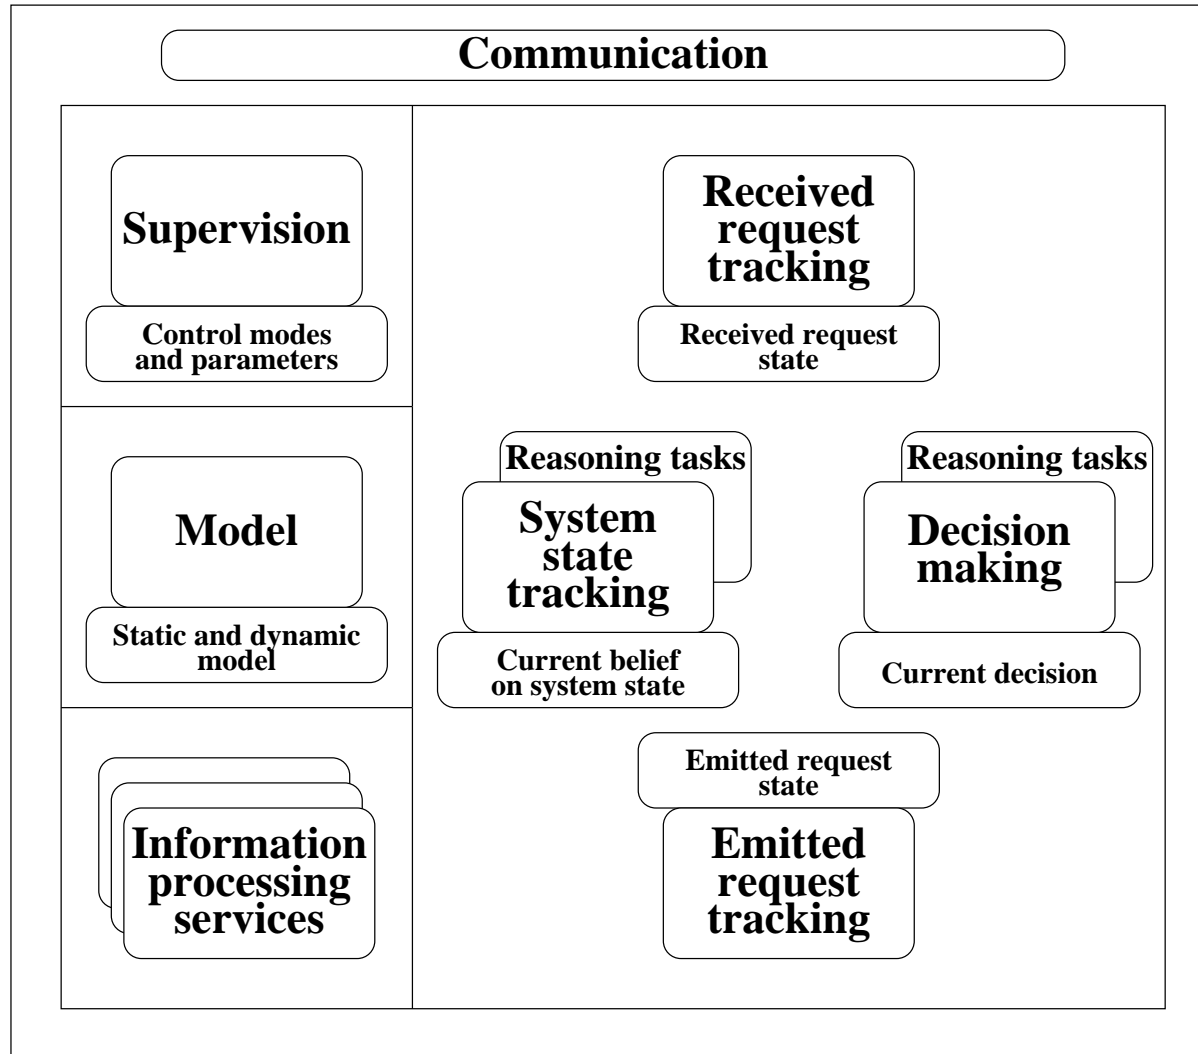 Communication
Supervision
Control modes
and parameters
Received
request
tracking
Received request
state
Model
Static and dynamic
model
Reasoning tasks
System
state
tracking
Current belief
on system state
Reasoning tasks
Decision
making
Current decision
Information
processing
services
Emitted request
state
Emitted
request
tracking